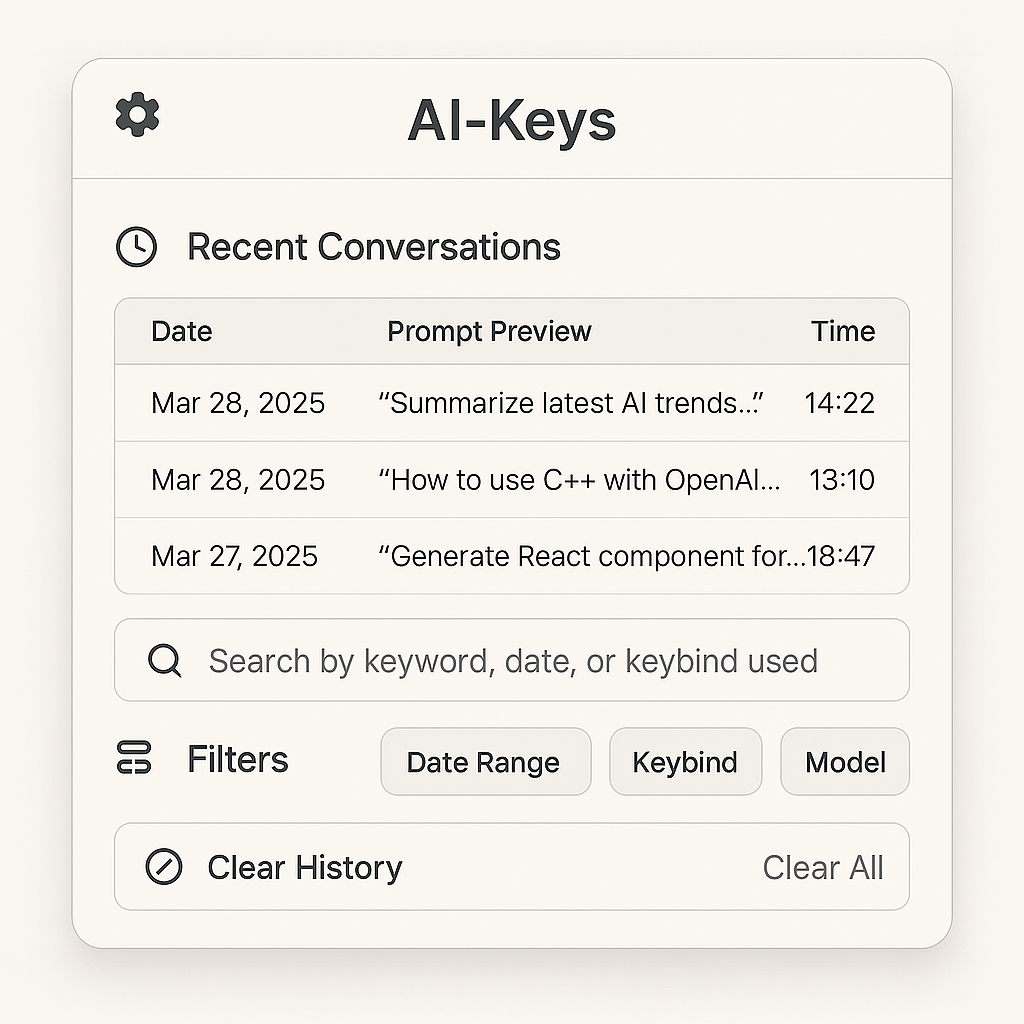 AI-Keys
Recent Conversations
Date Prompt Preview Time
Mar 28, 2025 “Summarize latest AI trends...” 14:22
Mar 28, 2025 “How to use C++ with OpenAI... 13:10
Mar 27, 2025 “Generate React component for... 18:47
Search by keyword, date, or keybind used
Filters Date Range Keybind Model
Clear History Clear All